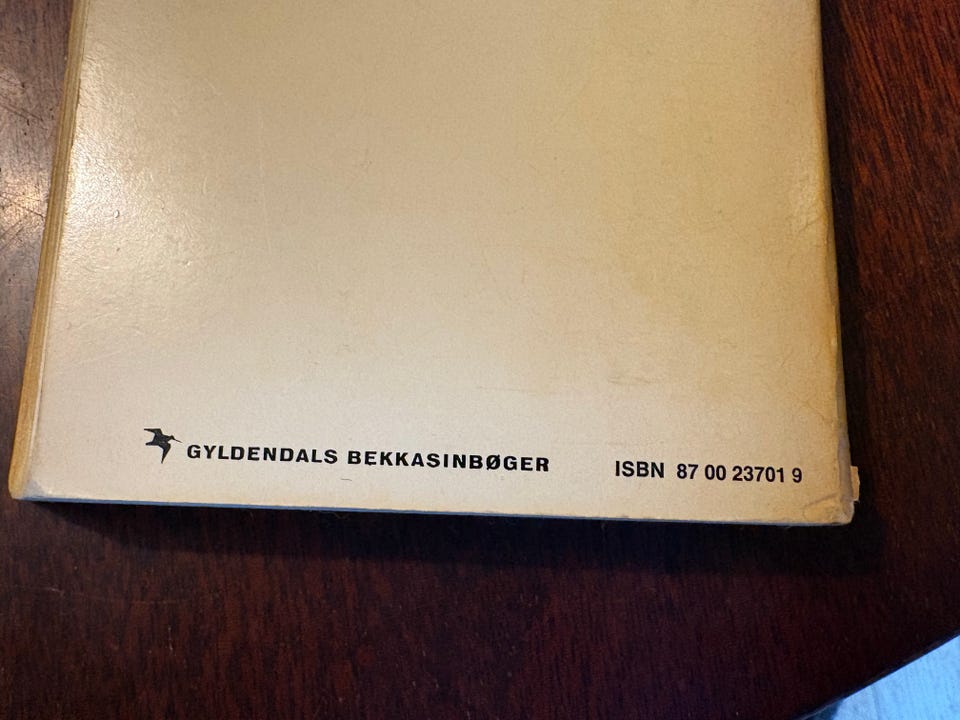 GYLDENDALS BEKKASINBØGER ISBN 87 00 23701 9